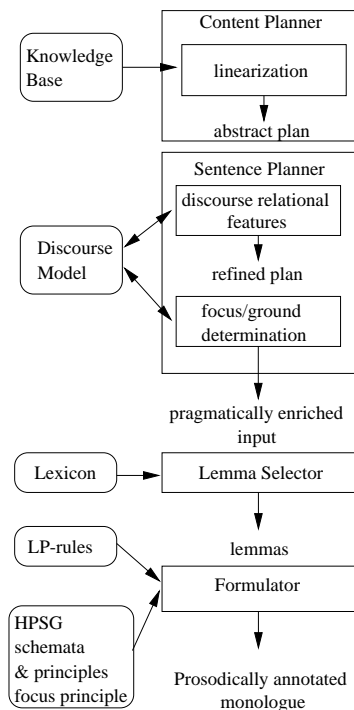 Content Planner
Knowledge
Base
linearization
abstract plan
Sentence Planner
discourse relational
features
Discourse
Model
refined plan
focus/ground
determination
pragmatically enriched
input
Lexicon
Lemma Selector
LP-rules
lemmas
Formulator
HPSG
schemata
& principles
focus principle
Prosodically annotated
monologue